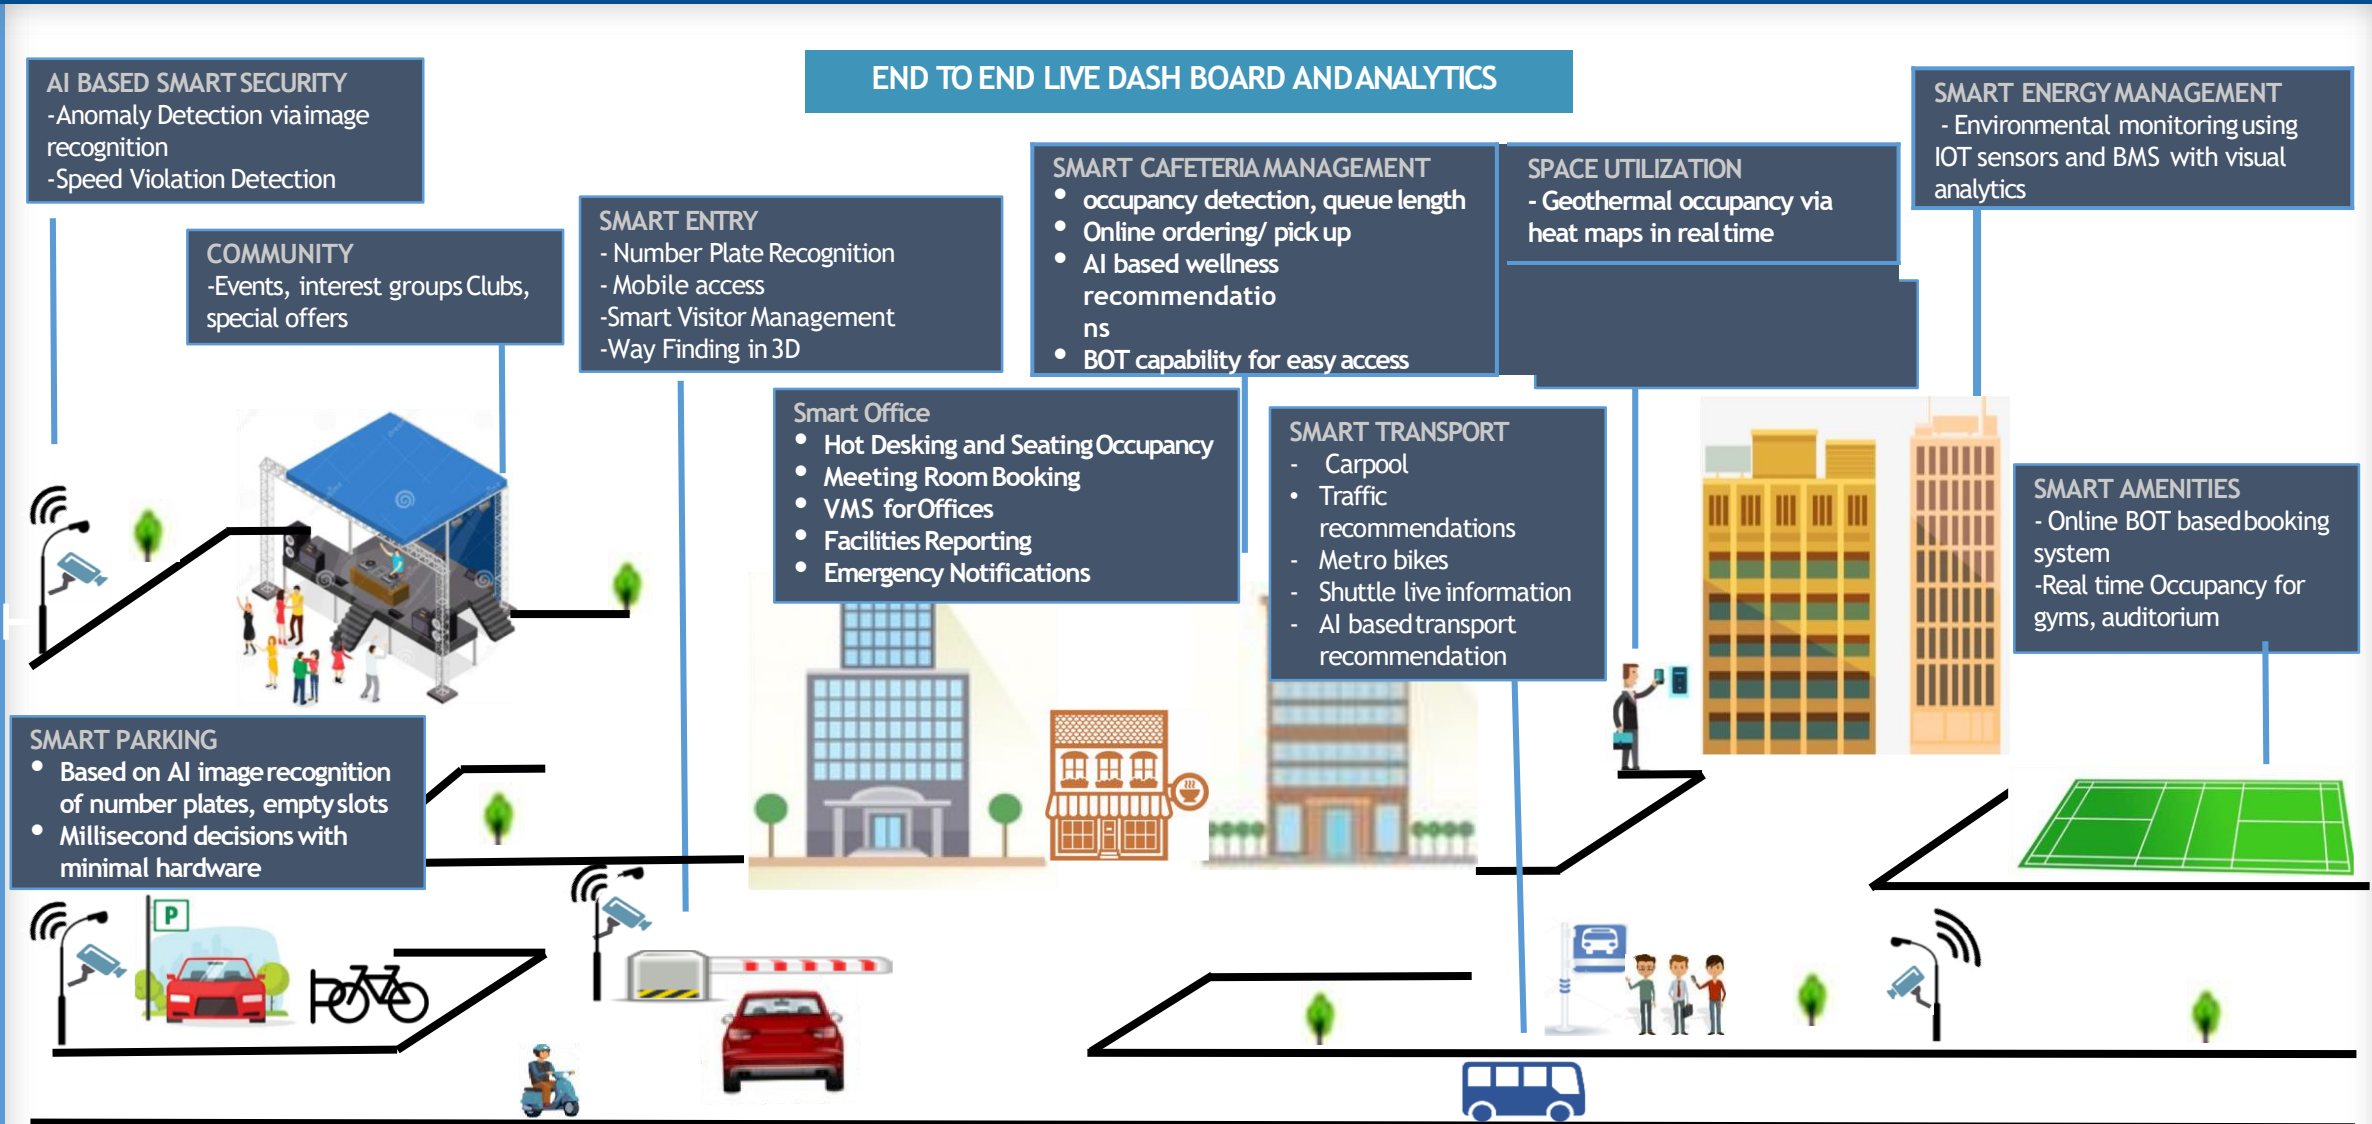 END TO END LIVE DASH BOARD AND ANALYTICS
AI BASED SMART SECURITY
-Anomaly Detection via image
recognition
-Speed Violation Detection
COMMUNITY
-Events, interest groups Clubs,
special offers
SMART ENTRY
- Number Plate Recognition
- Mobile access
-Smart Visitor Management
-Way Finding in 3D
SMART CAFETERIA MANAGEMENT
• occupancy detection, queue length
• Online ordering/ pick up
• AI based wellness
recommendatio
ns
• BOT capability for easy access
SPACE UTILIZATION
- Geothermal occupancy via
heat maps in real time
SMART ENERGY MANAGEMENT
- Environmental monitoring using
IOT sensors and BMS with visual
analytics
Smart Office
• Hot Desking and Seating Occupancy
• Meeting Room Booking
• VMS for Offices
• Facilities Reporting
• Emergency Notifications
SMART TRANSPORT
- Carpool
• Traffic
recommendations
- Metro bikes
- Shuttle live information
- AI based transport
recommendation
SMART AMENITIES
- Online BOT based booking
system
-Real time Occupancy for
gyms, auditorium
SMART PARKING
• Based on AI image recognition
of number plates, empty slots
• Millisecond decisions with
minimal hardware
P